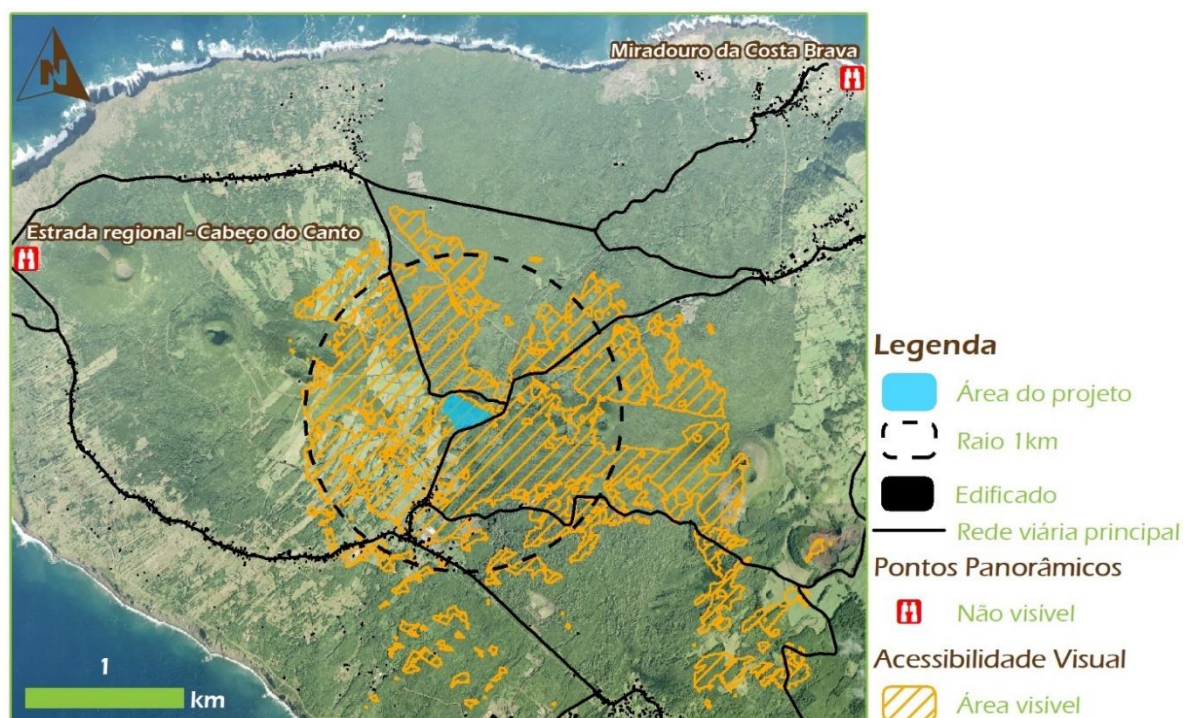 N
Miradouro da Costa Brava
Estrada regional - Cabeço do Canto
1
km
Legenda
Área do projeto
Raio 1km
Edificado
Rede viária principal
Pontos Panorâmicos
Não visível
Acessibilidade Visual
Área visível